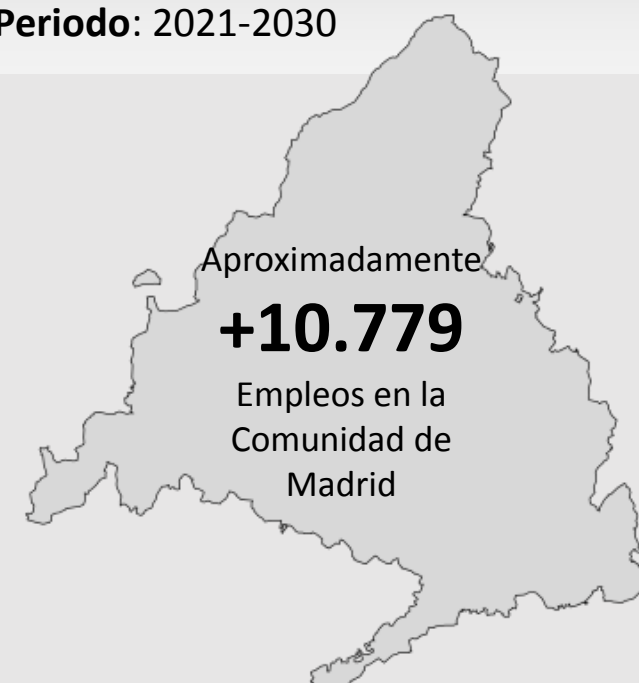 Periodo: 2021-2030
Aproximadamente
+10.779
Empleos en la
Comunidad de
Madrid